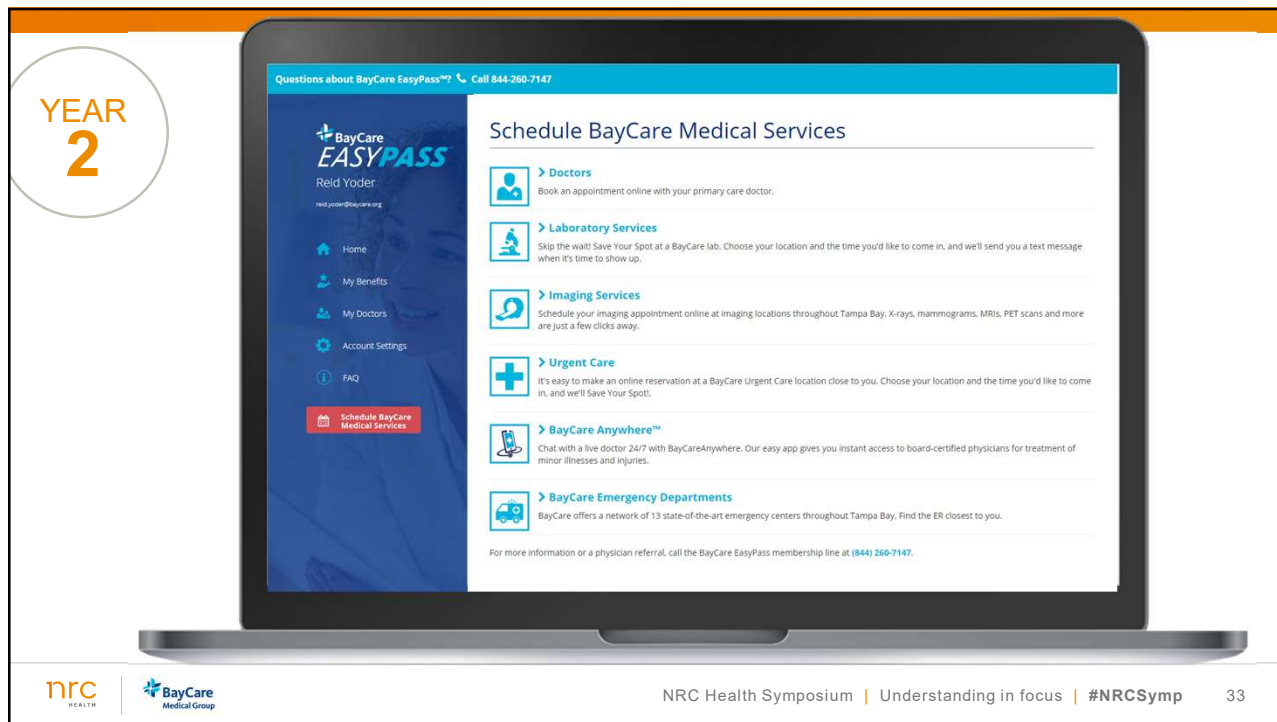 YEAR
2
Questions about BayCare EasyPass™? Call 844-260-7147
BayCare
EASYPASS
Reid Yoder
reid.yoder@baycare.org
Home
My Benefits
My Doctors
Account Settings
FAQ
Schedule BayCare
Medical Services
Schedule BayCare Medical Services
Doctors
Book an appointment online with your primary care doctor.
Laboratory Services
Skip the wait! Save Your Spot at a BayCare lab. Choose your location and the time you'd like to come in, and we'll send you a text message
when it's time to show up.
Imaging Services
Schedule your imaging appointment online at imaging locations throughout Tampa Bay. X-rays, mammograms, MRIs, PET scans and more
are just a few clicks away.
Urgent Care
It's easy to make an online reservation at a BayCare Urgent Care location close to you. Choose your location and the time you'd like to come
in, and we'll Save Your Spot!.
BayCare Anywhere™
Chat with a live doctor 24/7 with BayCareAnywhere. Our easy app gives you instant access to board-certified physicians for treatment of
minor illnesses and injuries.
BayCare Emergency Departments
BayCare offers a network of 13 state-of-the-art emergency centers throughout Tampa Bay. Find the ER closest to you.
For more information or a physician referral, call the BayCare EasyPass membership line at (844) 260-7147.
nrc
HEALTH
BayCare
Medical Group
NRC Health Symposium | Understanding in focus | #NRCSymp 33